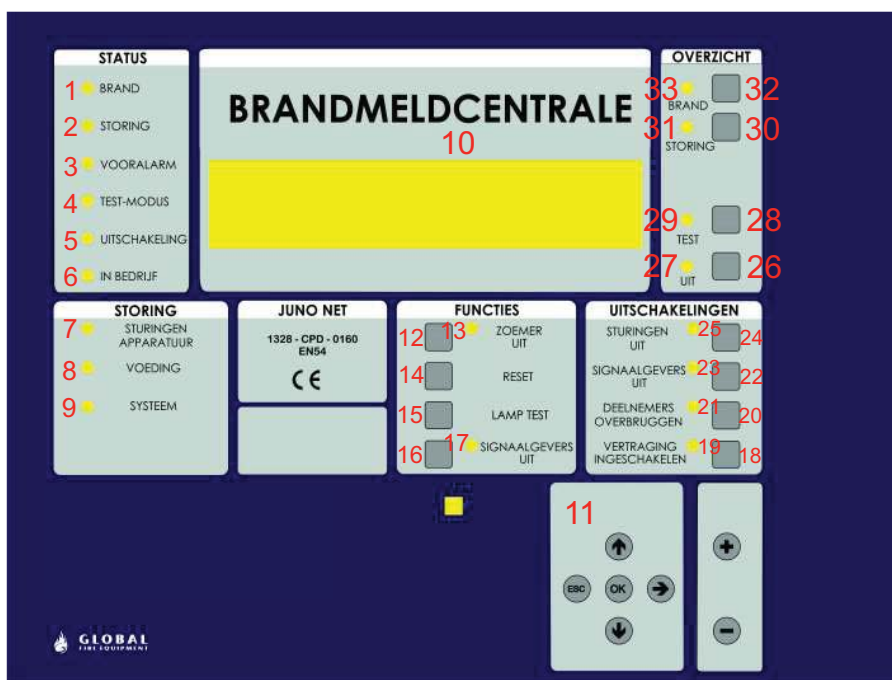 STATUS
1 BRAND
2 STORING
3 VOORALARM
4 TEST-MODUS
5 UITSCHAKELING
6 IN BEDRIJF
BRANDMELDCENTRALE
10
OVERZICHT
33 32
BRAND
31 30
STORING
29 28
TEST
27 26
UIT
STORING
7 STURINGEN
APPARATUUR
8 VOEDING
9 SYSTEEM
JUNO NET
1328 - CPD - 0160
EN54
CE
FUNCTIES
12 13 ZOEMER
UIT
14 RESET
15 LAMP TEST
16 17 SIGNAALGEVERS
UIT
UITSCHAKELINGEN
STURINGEN 25 24
UIT
SIGNAALGEVERS 23 22
UIT
DEELNEMERS 21 20
OVERBRUGGEN
VERTRAGING 19 18
INGESCHAKELEN
11
ESC OK
+
−
GLOBAL
FIRE EQUIPMENT